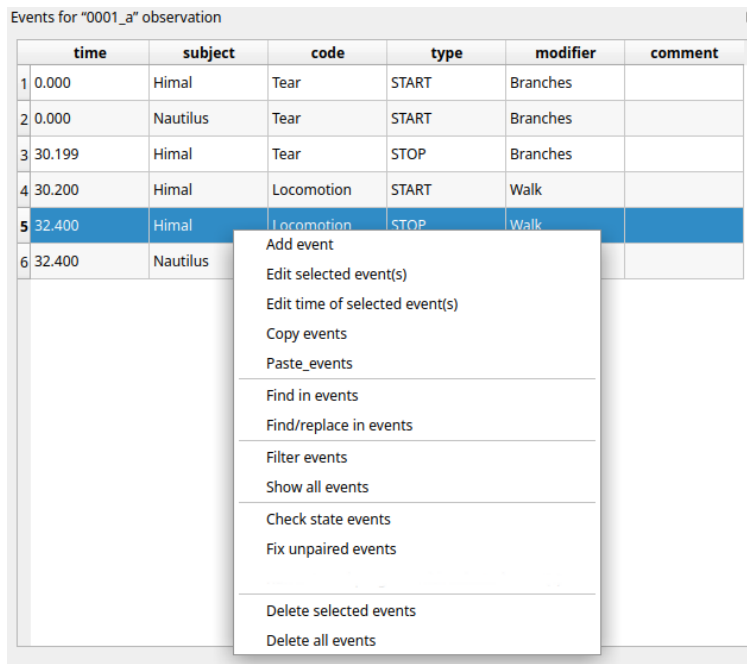 Events for “0001_a” observation
time subject code type modifier comment
1 0.000 Himal Tear START Branches
2 0.000 Nautilus Tear START Branches
3 30.199 Himal Tear STOP Branches
4 30.200 Himal Locomotion START Walk
5 32.400 Himal Locomotion STOP Walk
6 32.400 Nautilus
Add event
Edit selected event(s)
Edit time of selected event(s)
Copy events
Paste_events
Find in events
Find/replace in events
Filter events
Show all events
Check state events
Fix unpaired events
Delete selected events
Delete all events